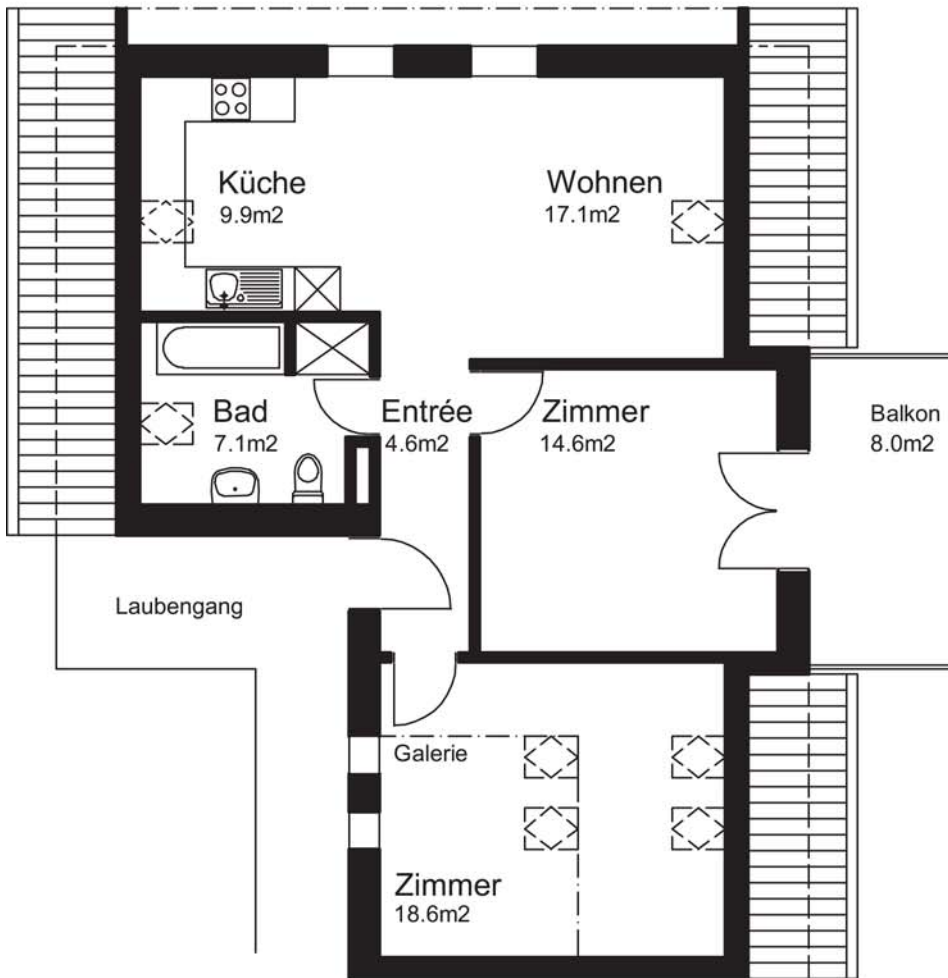 Küche
9.9m2
Wohnen
17.1m2
Bad
7.1m2
Entrée
4.6m2
Zimmer
14.6m2
Balkon
8.0m2
Laubengang
Galerie
Zimmer
18.6m2